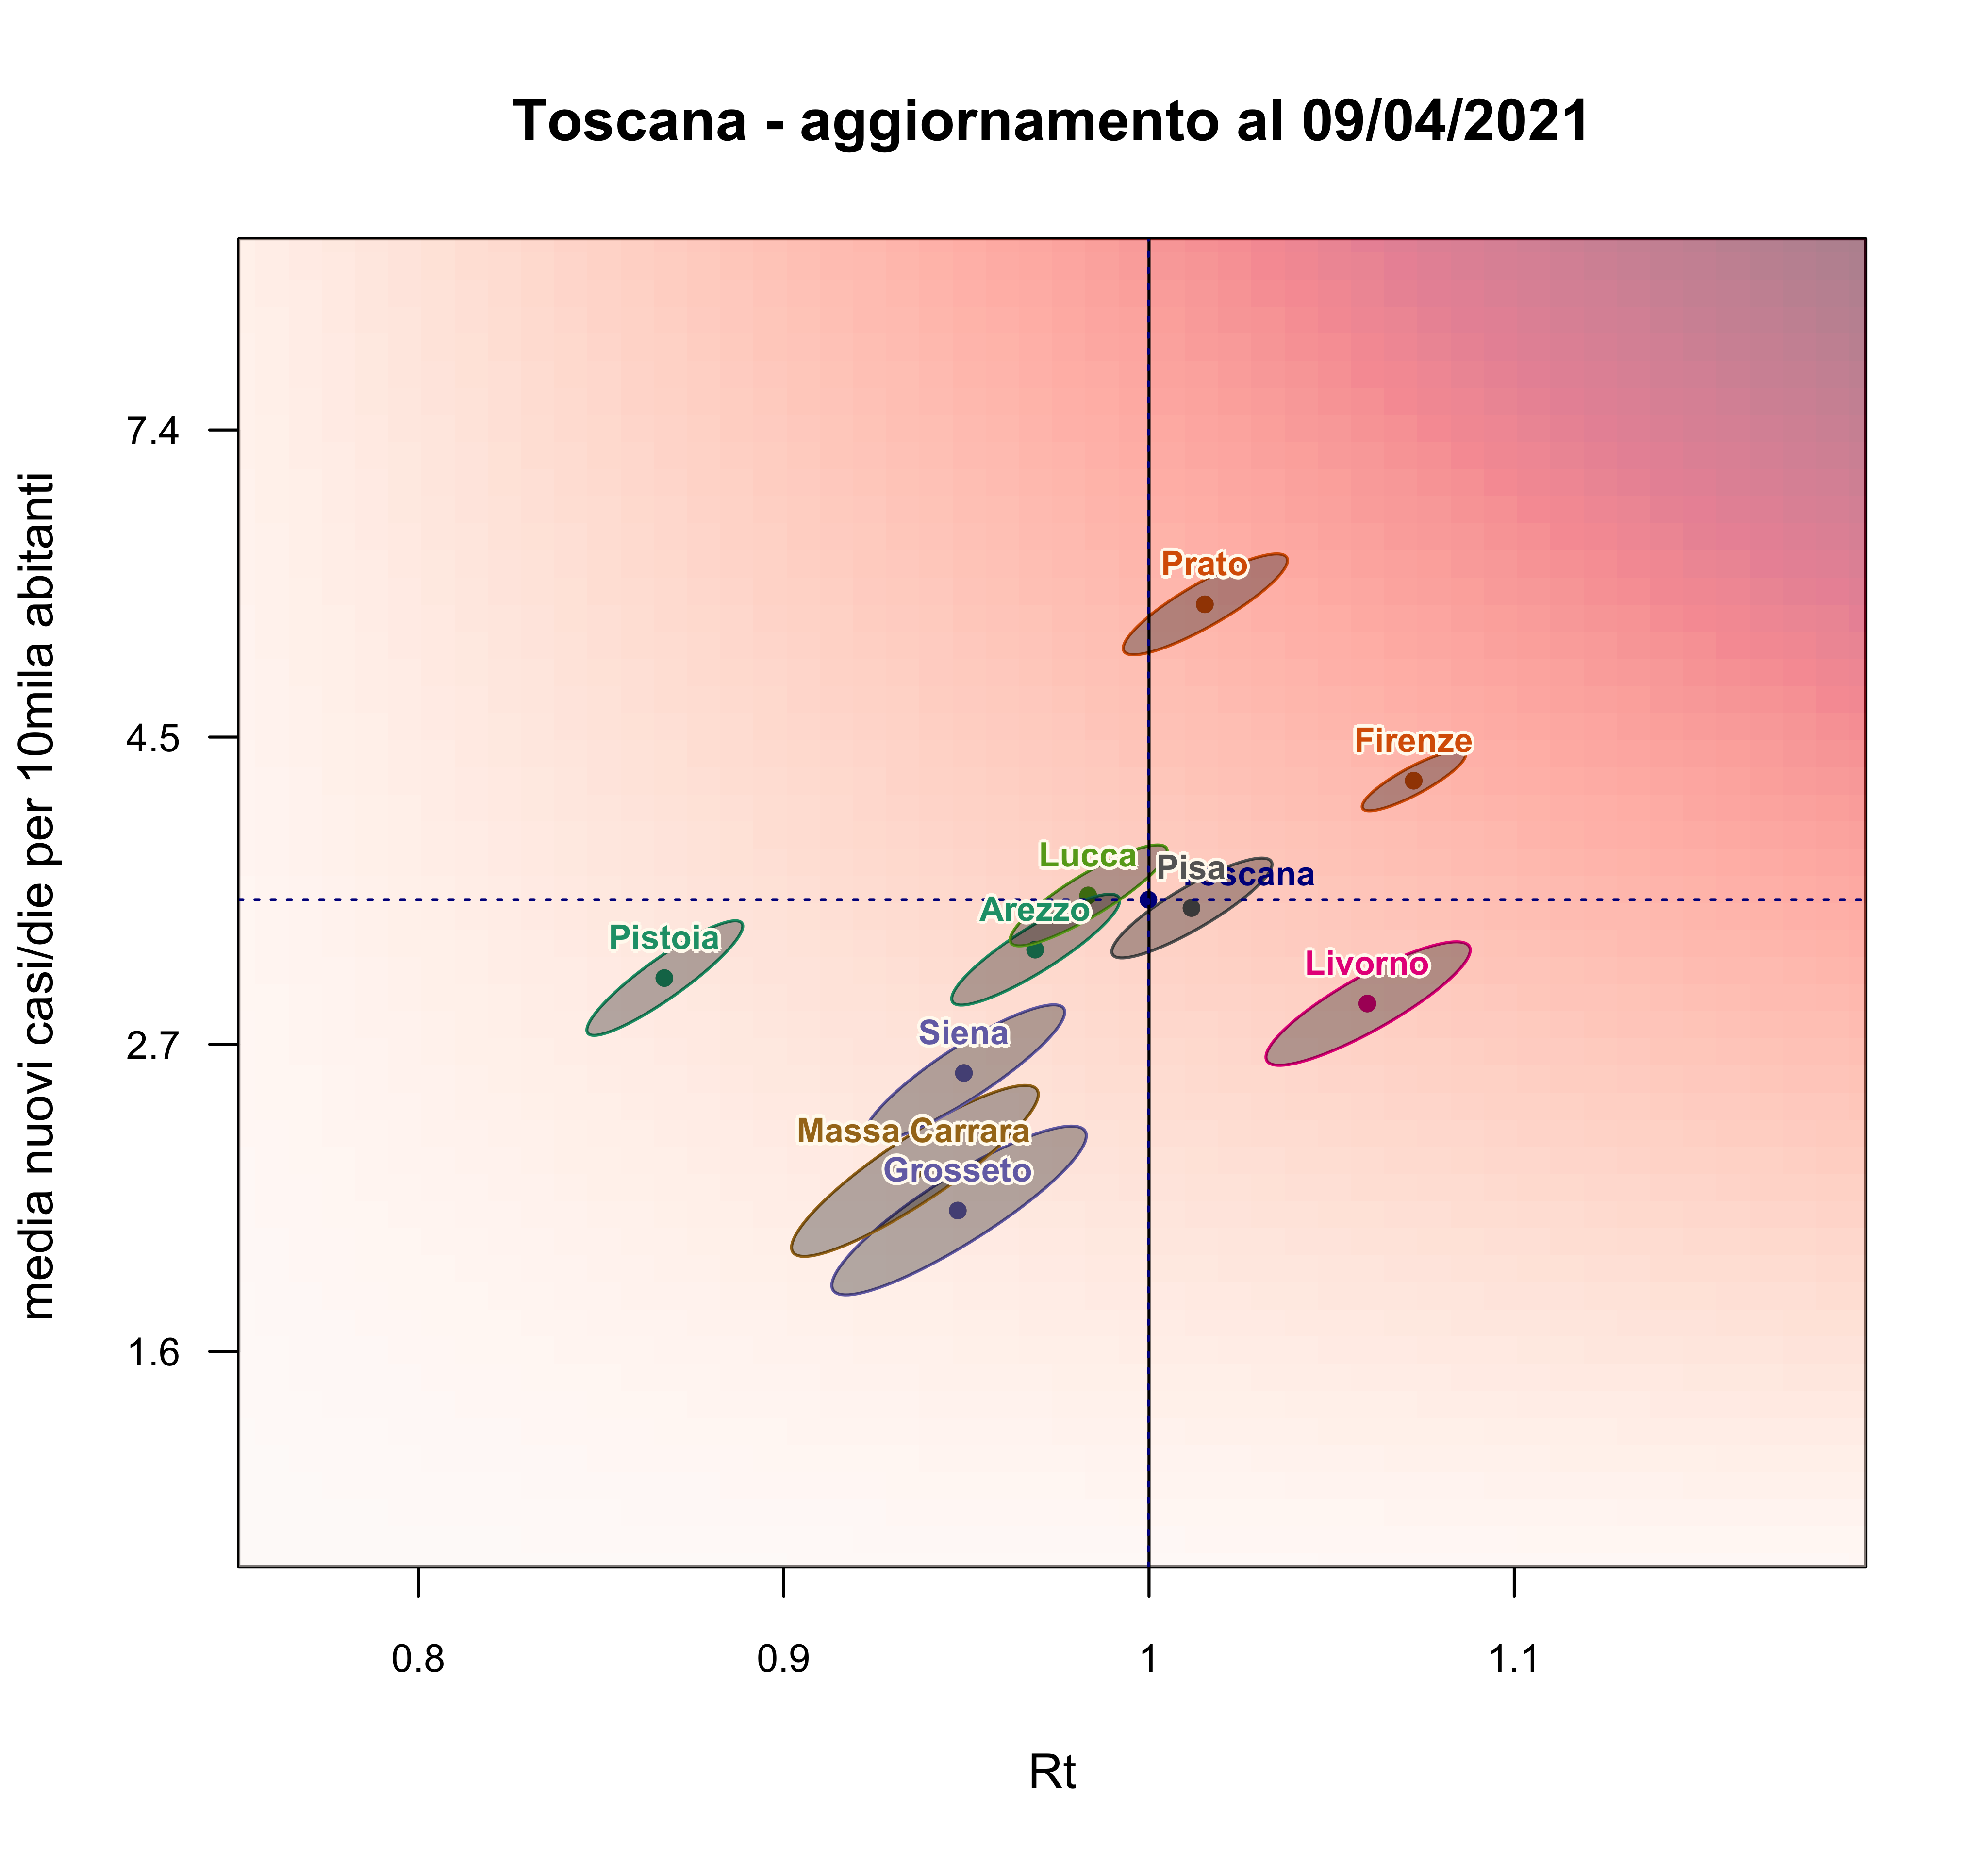 Toscana - aggiornamento al 09/04/2021
media nuovi casi/die per 10mila abitanti
7.4
4.5
2.7
1.6
Prato
Firenze
Lucca
Pisa
Toscana
Arezzo
Pistoia
Livorno
Siena
Massa Carrara
Grosseto
0.8
0.9
1
1.1
Rt